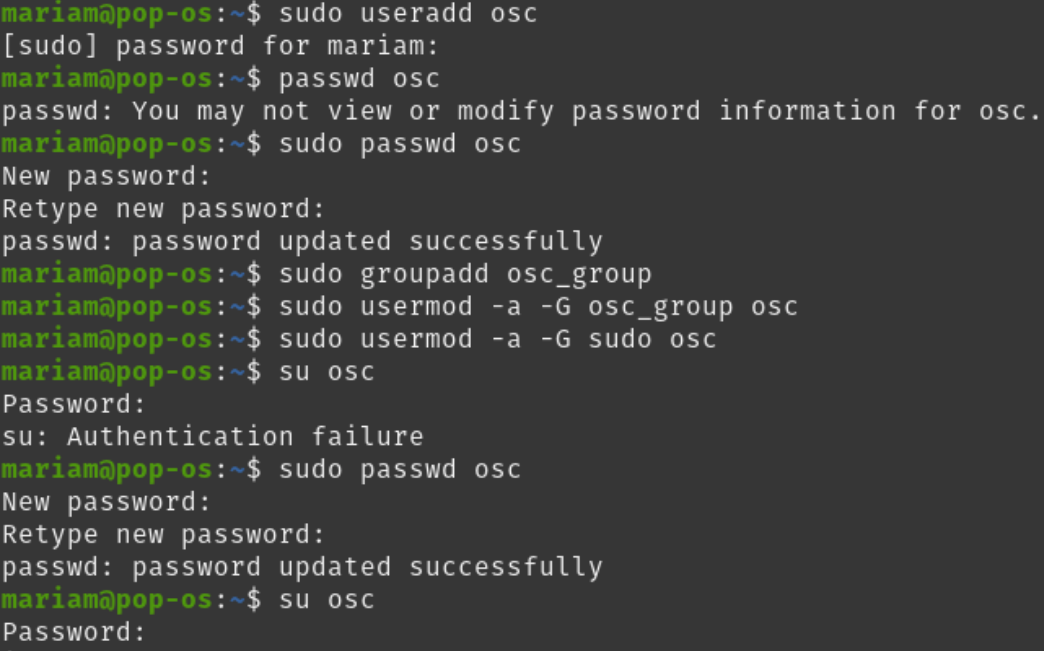 mariam@pop-os:~$ sudo useradd osc
[sudo] password for mariam:
mariam@pop-os:~$ passwd osc
passwd: You may not view or modify password information for osc.
mariam@pop-os:~$ sudo passwd osc
New password:
Retype new password:
passwd: password updated successfully
mariam@pop-os:~$ sudo groupadd osc_group
mariam@pop-os:~$ sudo usermod -a -G osc_group osc
mariam@pop-os:~$ sudo usermod -a -G sudo osc
mariam@pop-os:~$ su osc
Password:
su: Authentication failure
mariam@pop-os:~$ sudo passwd osc
New password:
Retype new password:
passwd: password updated successfully
mariam@pop-os:~$ su osc
Password: